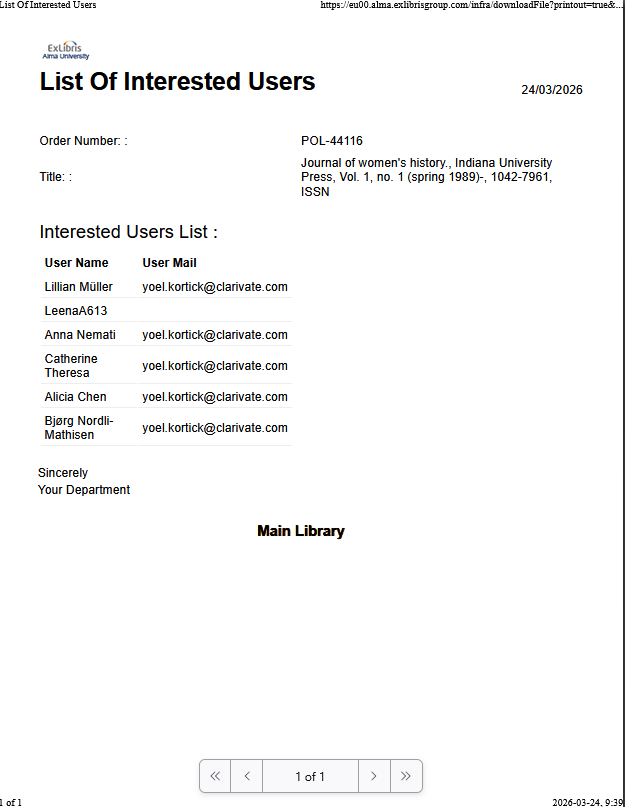 List Of Interested Users https://eu00.alma.exlibrisgroup.com/infra/downloadFile?printout=true&...
ExLibris
Alma University
List Of Interested Users
24/03/2026
Order Number: : POL-44116
Title: : Journal of women's history., Indiana University
Press, Vol. 1, no. 1 (spring 1989)-, 1042-7961,
ISSN
Interested Users List :
User Name User Mail
Lillian Müller yoel.kortick@clarivate.com
LeenaA613
Anna Nemati yoel.kortick@clarivate.com
Catherine
Theresa yoel.kortick@clarivate.com
Alicia Chen yoel.kortick@clarivate.com
Bjørg Nordli-
Mathisen yoel.kortick@clarivate.com
Sincerely
Your Department
Main Library
1 of 1
1 of 1 2026-03-24, 9:39